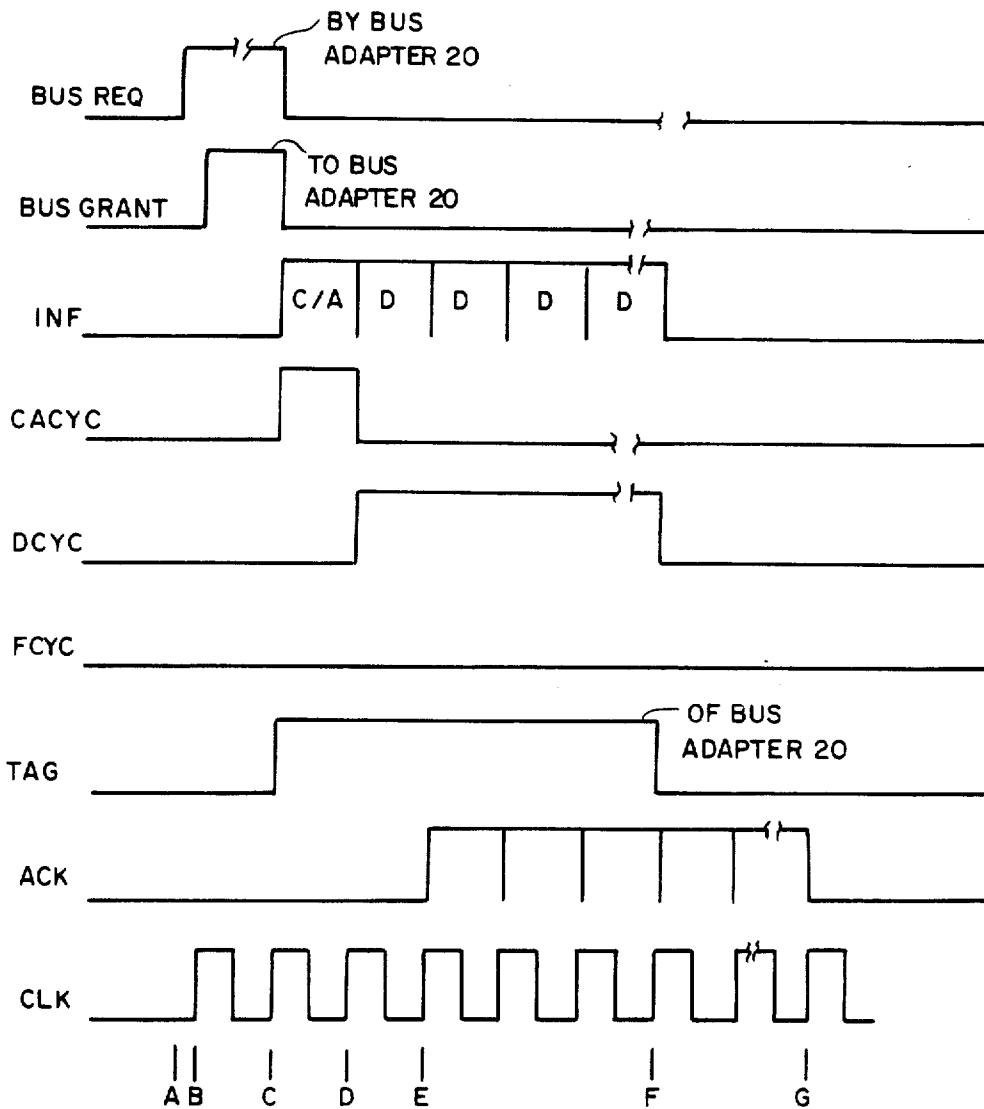 BY BUS
ADAPTER 20
BUS REQ
TO BUS
ADAPTER 20
BUS GRANT
C/A D D D D
INF
CACYC
DCYC
FCYC
OF BUS
ADAPTER 20
TAG
ACK
CLK
A B C D E F G